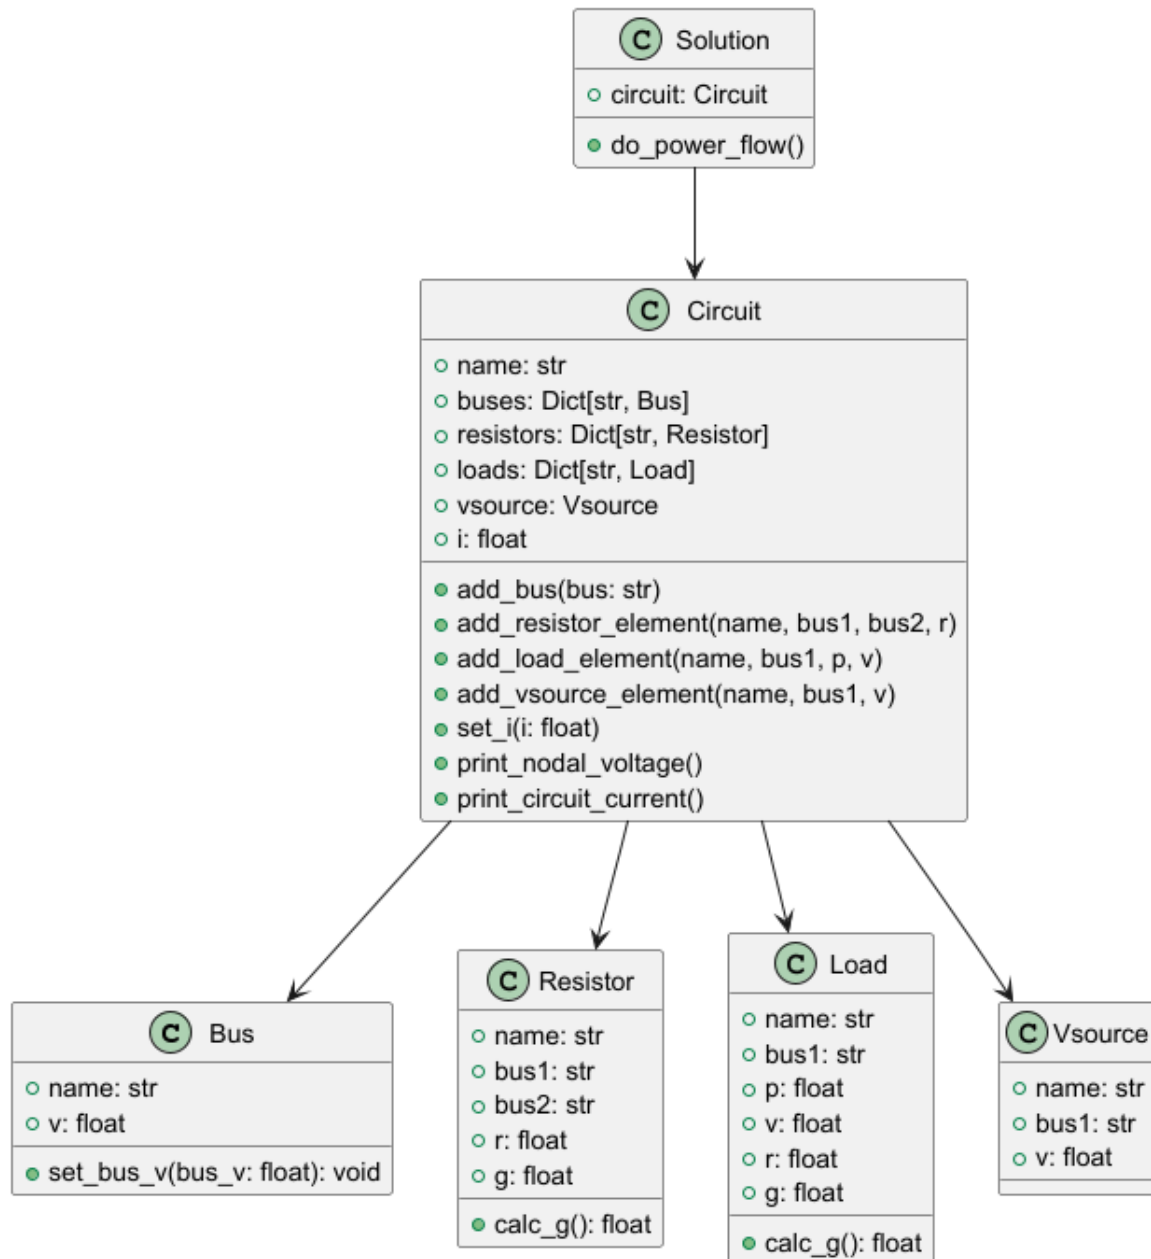 C Solution
circuit: Circuit
do_power_flow()
C Circuit
name: str
buses: Dict[str, Bus]
resistors: Dict[str, Resistor]
loads: Dict[str, Load]
vsource: Vsource
i: float
add_bus(bus: str)
add_resistor_element(name, bus1, bus2, r)
add_load_element(name, bus1, p, v)
add_vsource_element(name, bus1, v)
set_i(i: float)
print_nodal_voltage()
print_circuit_current()
C Bus
name: str
v: float
set_bus_v(bus_v: float): void
C Resistor
name: str
bus1: str
bus2: str
r: float
g: float
calc_g(): float
C Load
name: str
bus1: str
p: float
v: float
r: float
g: float
calc_g(): float
C Vsource
name: str
bus1: str
v: float